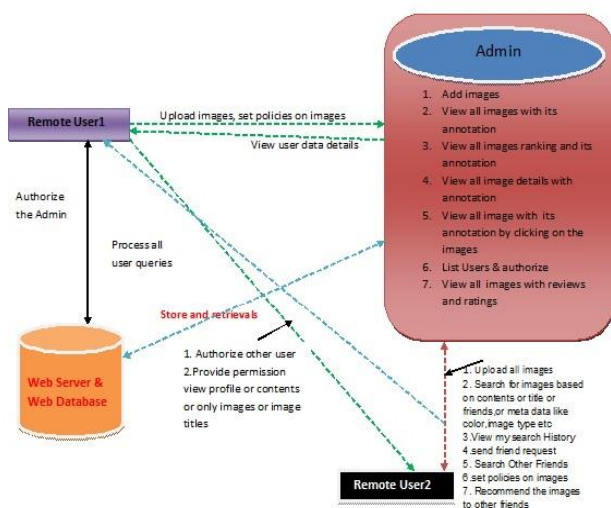 Admin
1. Add images
2. View all images with its
annotation
3. View all images ranking and its
annotation
4. View all image details with
annotation
5. View all image with its
annotation by clicking on the
images
6. List Users & authorize
7. View all images with reviews
and ratings
Remote User1
Upload images, set policies on images
View user data details
Authorize
the Admin
Process all
user queries
Store and retrievals
1. Authorize other user
2.Provide permission
view profile or contents
or only images or image
titles
Web Server &
Web Database
1. Upload all images
2. Search for images based
on contents or title or
friends,or meta data like
color,image type etc
3.View my search History
4.send friend request
5. Search Other Friends
6.set policies on images
7. Recommend the images
to other friends
Remote User2